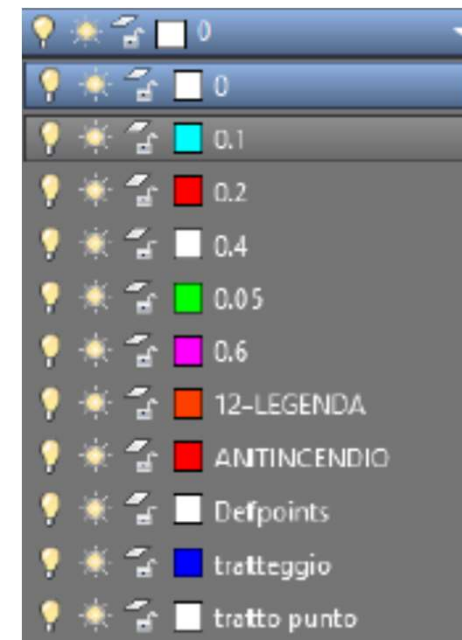 0
0
0.1
0.2
0.4
0.05
0.6
12-LEGENDA
ANTINCENDIO
Defpoints
tratteggio
tratto punto